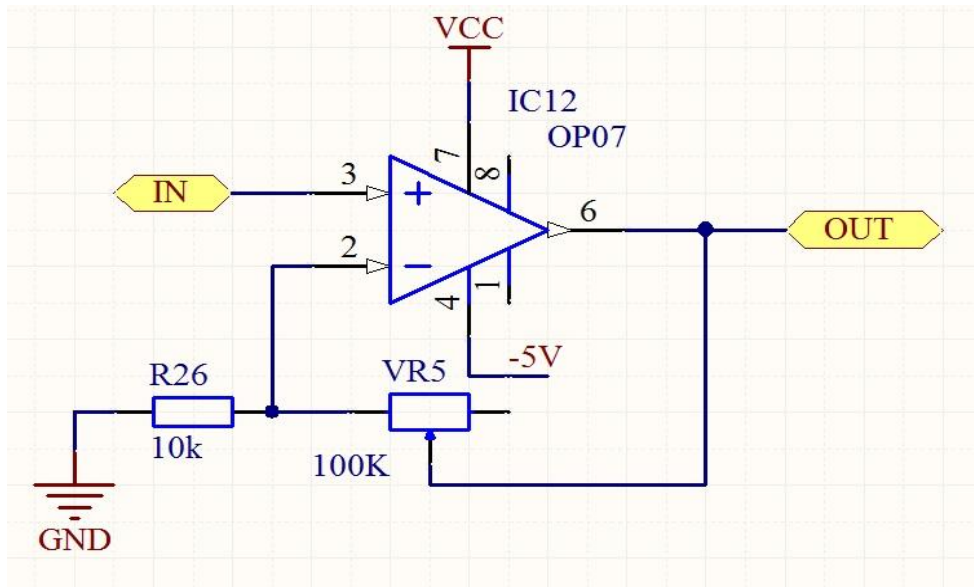 VCC
IC12
OP07
7
8
3
IN
+
6
OUT
2
−
4
1
-5V
R26
VR5
10k
100K
GND